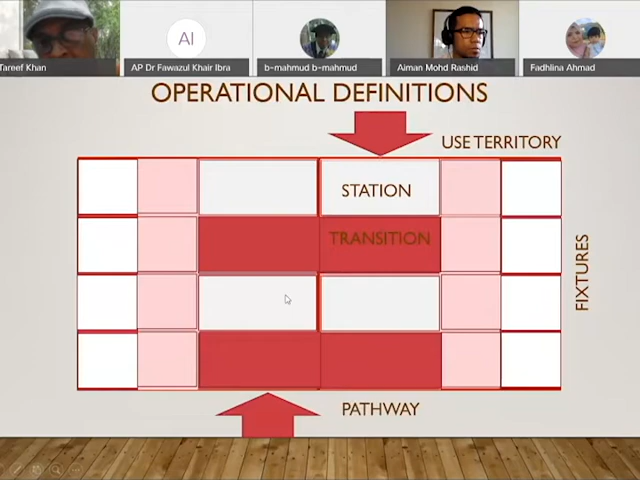 Tareef Khan
AI
AP Dr Fawazul Khair Ibra
b-mahmud b-mahmud
Aiman Mohd Rashid
Fadhlina Ahmad
OPERATIONAL DEFINITIONS
USE TERRITORY
STATION
TRANSITION
FIXTURES
PATHWAY